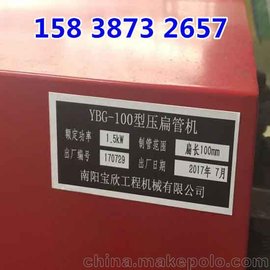 158 3873 2657
YBG-100型压扁管机
额定功率 1.5kW 制管范围 扁长100mm
出厂编号 170729 出厂日期 2017年7月
南阳宝欣工程机械有限公司
www.makepolo.com